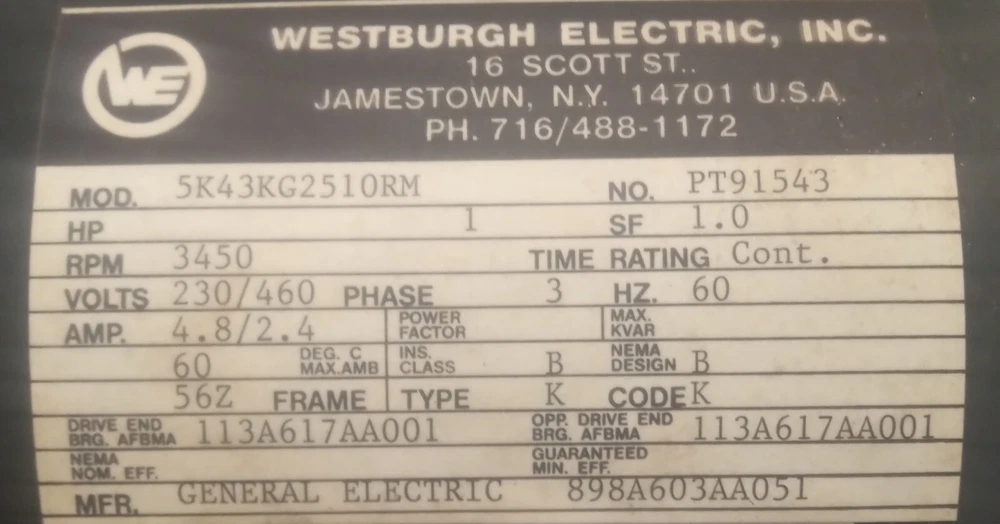 WE
WESTBURGH ELECTRIC, INC.
16 SCOTT ST..
JAMESTOWN, N.Y. 14701 U.S.A.
PH. 716/488-1172
MOD. 5K43KG2510RM NO. PT91543
HP 1 SF 1.0
RPM 3450 TIME RATING Cont.
VOLTS 230/460 PHASE 3 HZ. 60
AMP. 4.8/2.4 POWER FACTOR MAX. KVAR
60 DEG. C MAX.AMB INS. CLASS B NEMA DESIGN B
56Z FRAME TYPE K CODE K
DRIVE END BRG. AFBMA 113A617AA001 OPP. DRIVE END BRG. AFBMA 113A617AA001
NEMA NOM. EFF. GUARANTEED MIN. EFF.
MFR. GENERAL ELECTRIC 898A603AA051